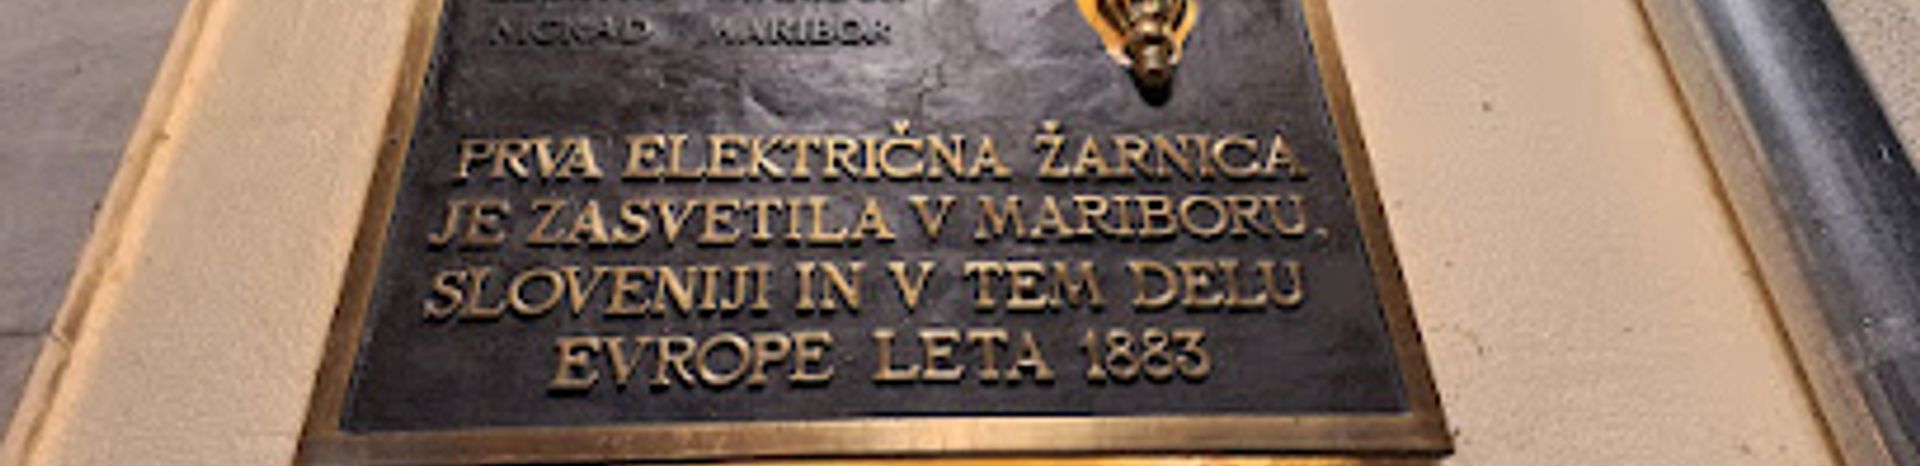 MARIBOR
PRVA ELEKTRIČNA ŽARNICA
JE ZASVETILA V MARIBORU,
SLOVENIJI IN V TEM DELU
EVROPE LETA 1883